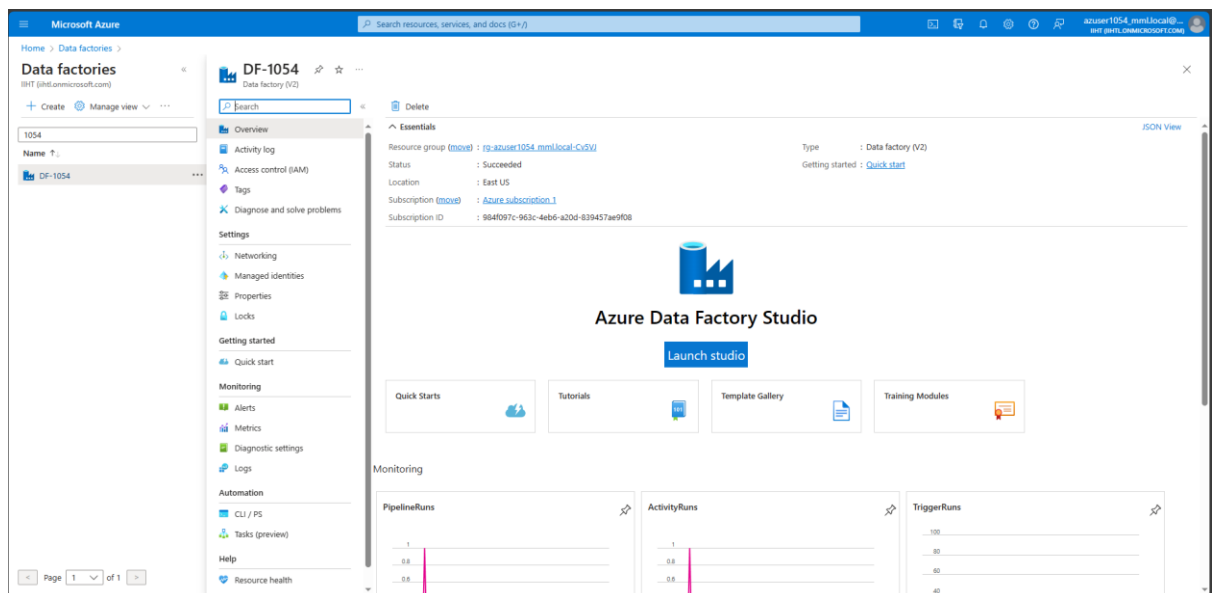 Microsoft Azure
Search resources, services, and docs (G+/)
azuser1054_mml.local@...
IIHT (IIHTL.ONMICROSOFT.COM)
Home > Data factories >
Data factories
IIHT (iihtl.onmicrosoft.com)
Create
Manage view
1054
Name
DF-1054
Page 1 of 1
DF-1054
Data factory (V2)
Search
Overview
Activity log
Access control (IAM)
Tags
Diagnose and solve problems
Settings
Networking
Managed identities
Properties
Locks
Getting started
Quick start
Monitoring
Alerts
Metrics
Diagnostic settings
Logs
Automation
CLI / PS
Tasks (preview)
Help
Resource health
Delete
Essentials
JSON View
Resource group (move) : rg-azuser1054_mml.local-Cv5VJ
Status : Succeeded
Location : East US
Subscription (move) : Azure subscription 1
Subscription ID : 984f097c-963c-4eb6-a20d-839457ae9f08
Type : Data factory (V2)
Getting started : Quick start
Azure Data Factory Studio
Launch studio
Quick Starts
Tutorials
101
Template Gallery
Training Modules
Monitoring
PipelineRuns
1
0.8
0.6
ActivityRuns
1
0.8
0.6
TriggerRuns
100
80
60
40